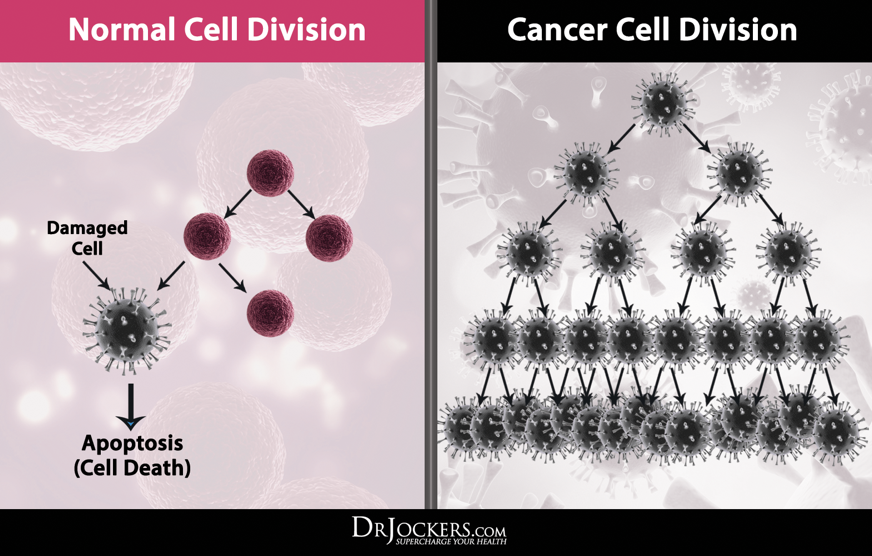 Normal Cell Division
Cancer Cell Division
Damaged
Cell
Apoptosis
(Cell Death)
DRJOCKERS.COM
SUPERCHARGE YOUR HEALTH